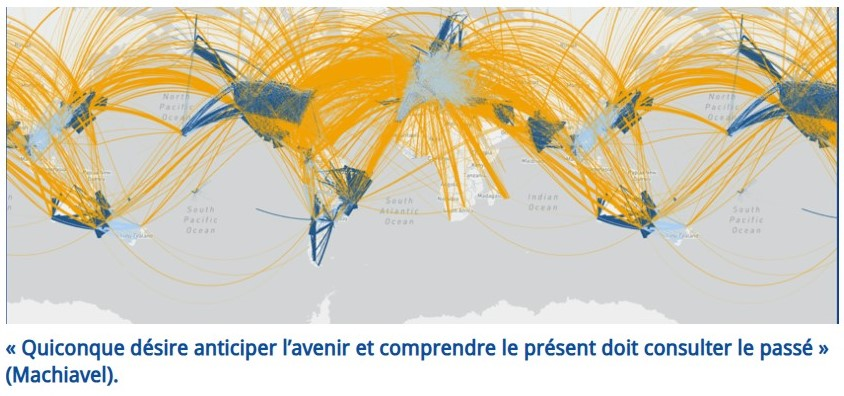 North
Pacific
Ocean
North
Pacific
Ocean
South
Pacific
Ocean
South
Atlantic
Ocean
Indian
Ocean
South
Pacific
Ocean
« Quiconque désire anticiper l’avenir et comprendre le présent doit consulter le passé »
(Machiavel).